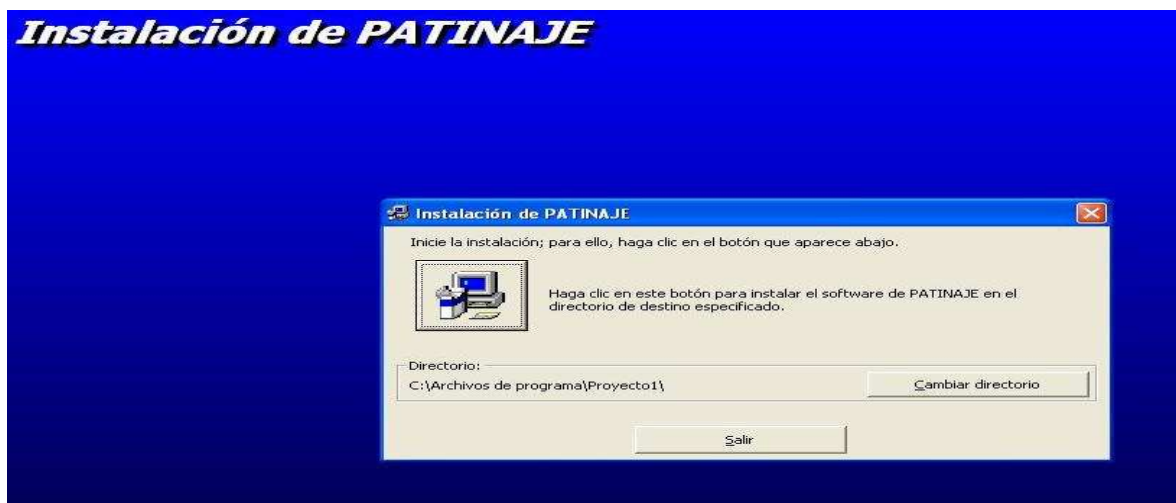 Instalación de PATINAJE
Instalación de PATINAJE
Inicie la instalación; para ello, haga clic en el botón que aparece abajo.
Haga clic en este botón para instalar el software de PATINAJE en el
directorio de destino especificado.
Directorio:
C:\Archivos de programa\Proyecto1\
Cambiar directorio
Salir